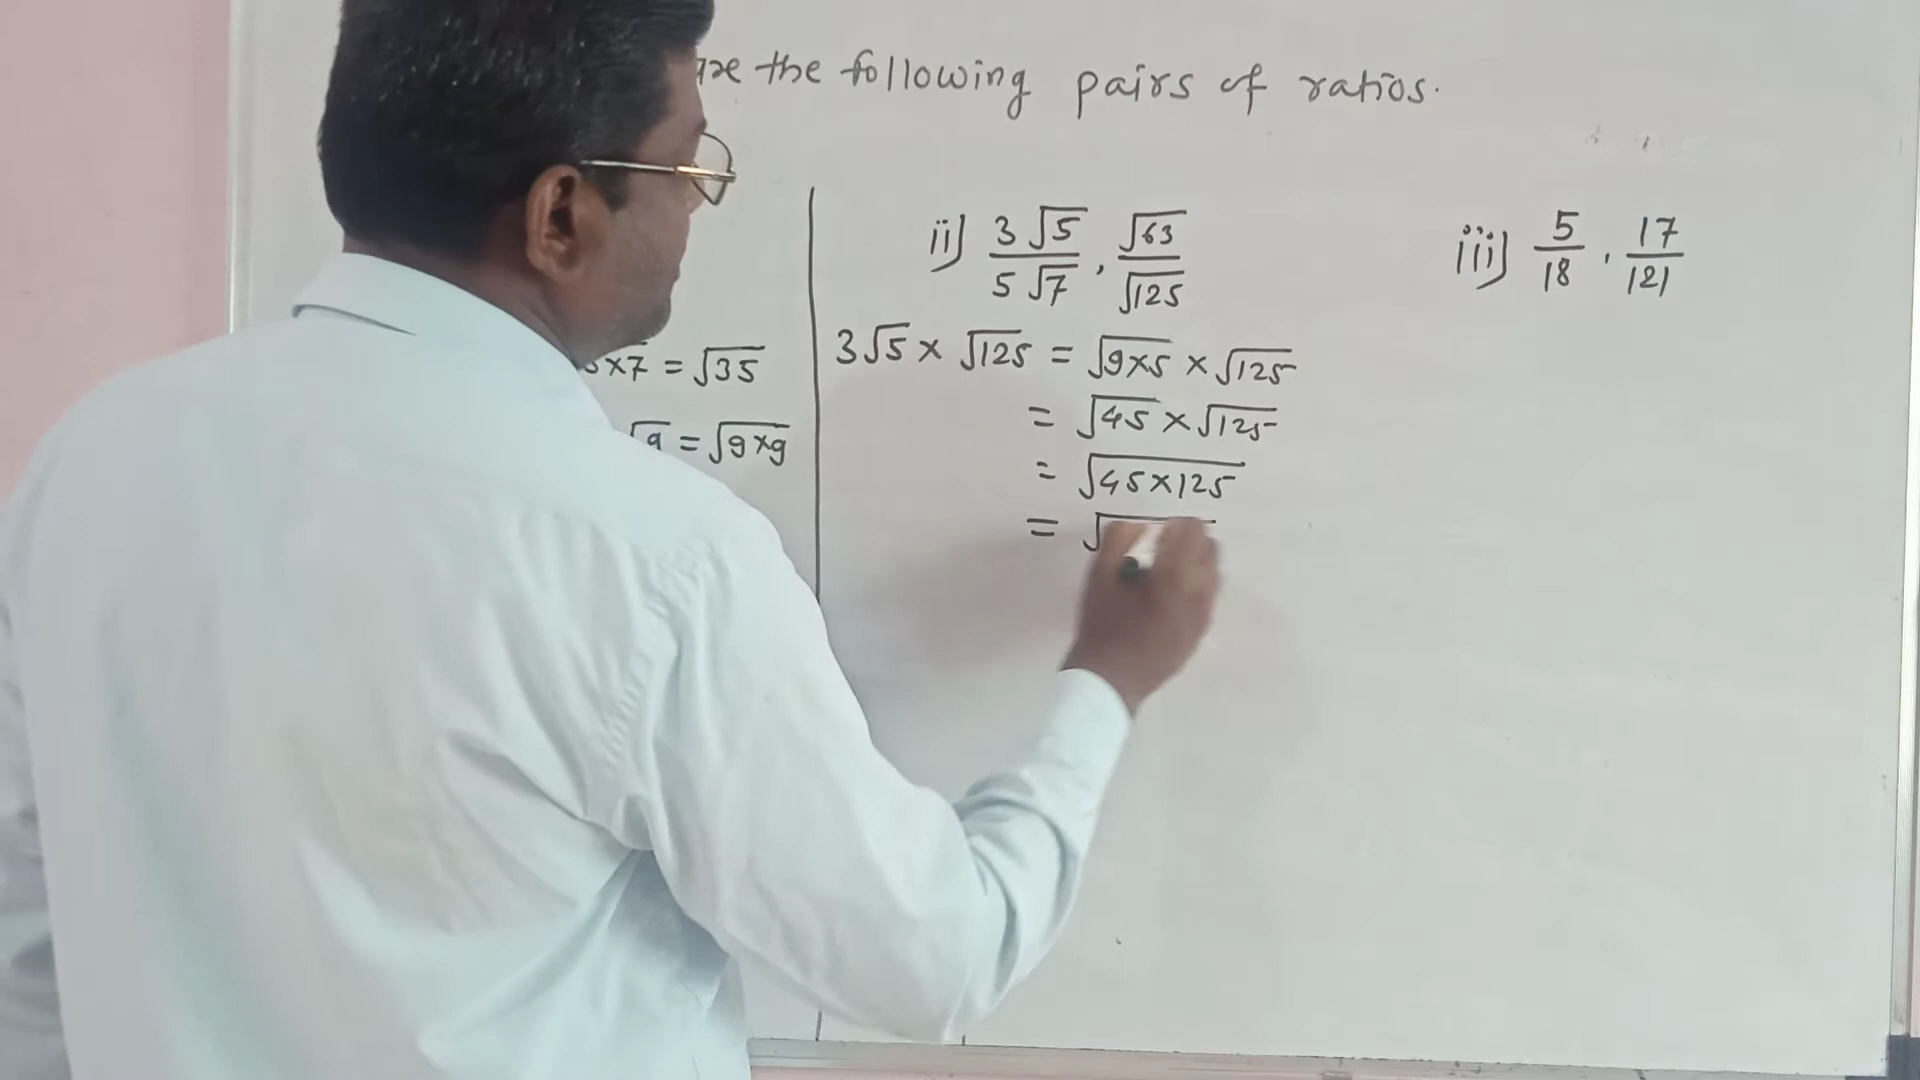 the following pairs of ratios.
ii) 3√5/5√7 , √63/√125
iii) 5/18 , 17/121
×7 = √35
√9 = √9×9
3√5 × √125 = √9×5 × √125
= √45 × √125
= √45×125
= √